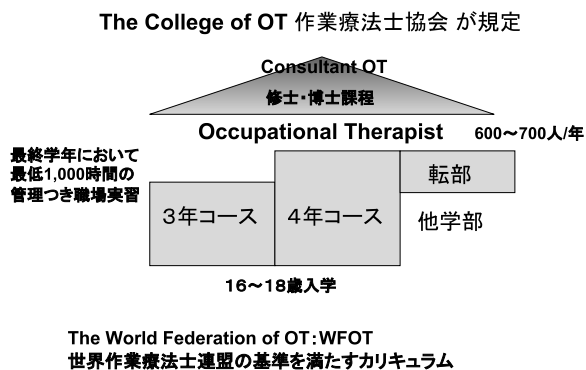 The College of OT 作業療法士協会 が規定
Consultant OT
修士・博士課程
Occupational Therapist
600～700人/年
最終学年において
最低1,000時間の
管理つき職場実習
３年コース
４年コース
転部
他学部
１６～１８歳入学
The World Federation of OT：WFOT
世界作業療法士連盟の基準を満たすカリキュラム